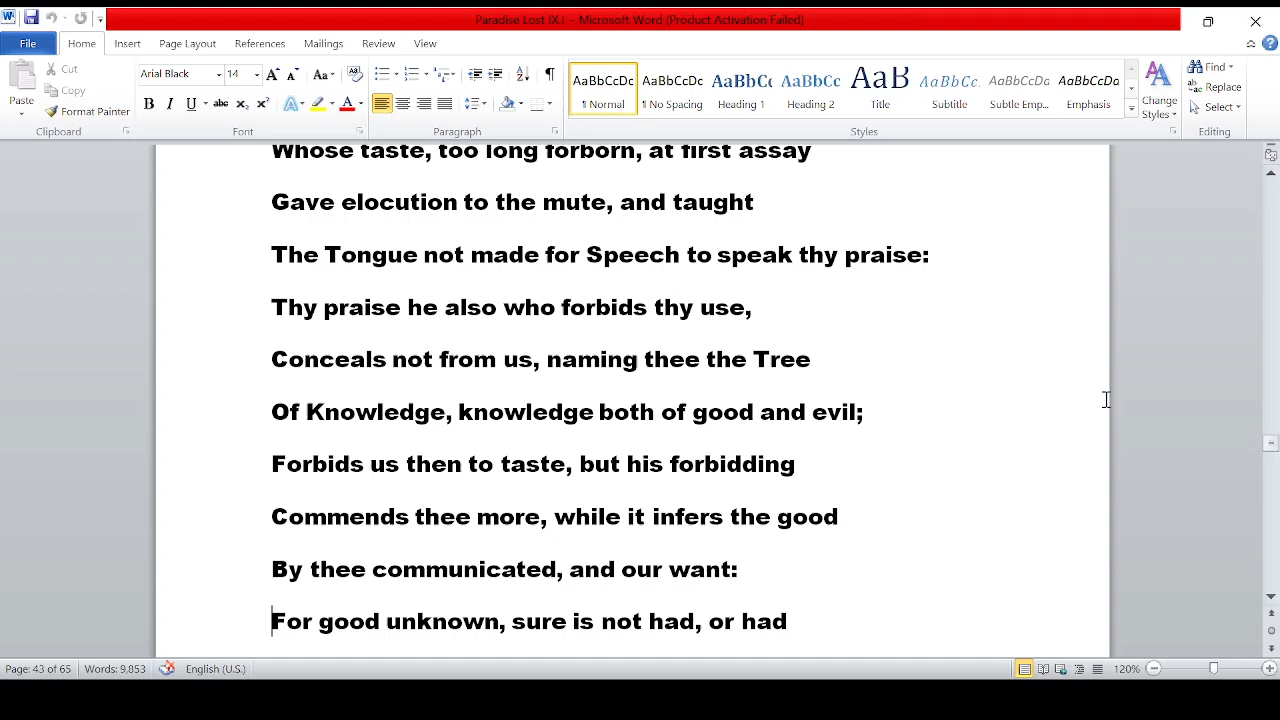 Paradise Lost IX.I - Microsoft Word (Product Activation Failed)
File Home Insert Page Layout References Mailings Review View
Paste Cut Copy Format Painter Clipboard
Arial Black 14 Font
Paragraph
AaBbCcDc ¶ Normal
AaBbCcDc ¶ No Spacing
AaBbCc Heading 1
AaBbCc Heading 2
AaB Title
AaBbCc. Subtitle
AaBbCcDc Subtle Emp...
AaBbCcDc Emphasis
Change Styles
Styles
Find Replace Select Editing
Whose taste, too long forborn, at first assay
Gave elocution to the mute, and taught
The Tongue not made for Speech to speak thy praise:
Thy praise he also who forbids thy use,
Conceals not from us, naming thee the Tree
Of Knowledge, knowledge both of good and evil;
Forbids us then to taste, but his forbidding
Commends thee more, while it infers the good
By thee communicated, and our want:
For good unknown, sure is not had, or had
Page: 43 of 65 Words: 9,853 English (U.S.) 120%